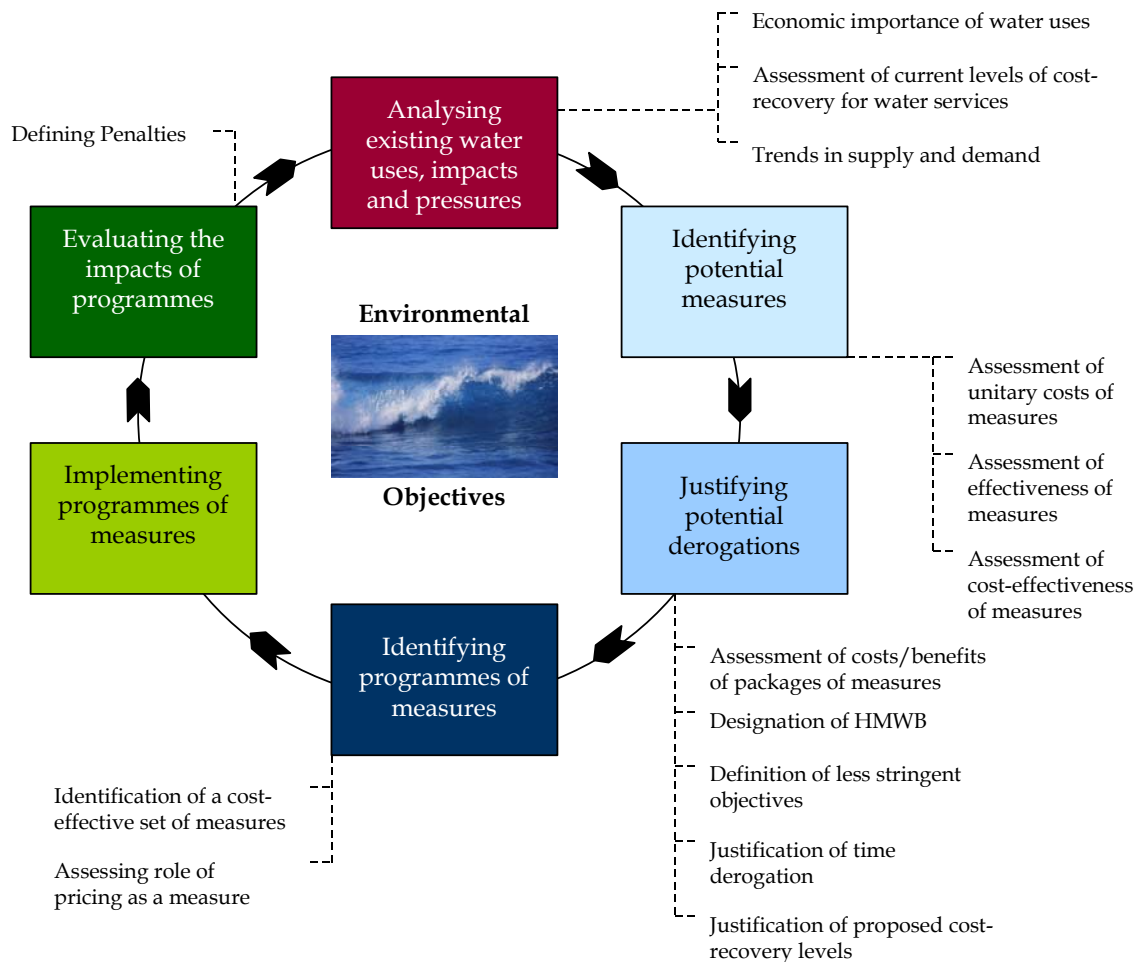 Economic importance of water uses
Assessment of current levels of cost-
recovery for water services
Trends in supply and demand
Defining Penalties
Analysing
existing water
uses, impacts
and pressures
Evaluating the
impacts of
programmes
Identifying
potential
measures
Environmental
Objectives
Assessment of
unitary costs of
measures
Assessment of
effectiveness of
measures
Assessment of
cost-effectiveness
of measures
Implementing
programmes of
measures
Justifying
potential
derogations
Identifying
programmes of
measures
Assessment of costs/benefits
of packages of measures
Designation of HMWB
Definition of less stringent
objectives
Justification of time
derogation
Justification of proposed cost-
recovery levels
Identification of a cost-
effective set of measures
Assessing role of
pricing as a measure